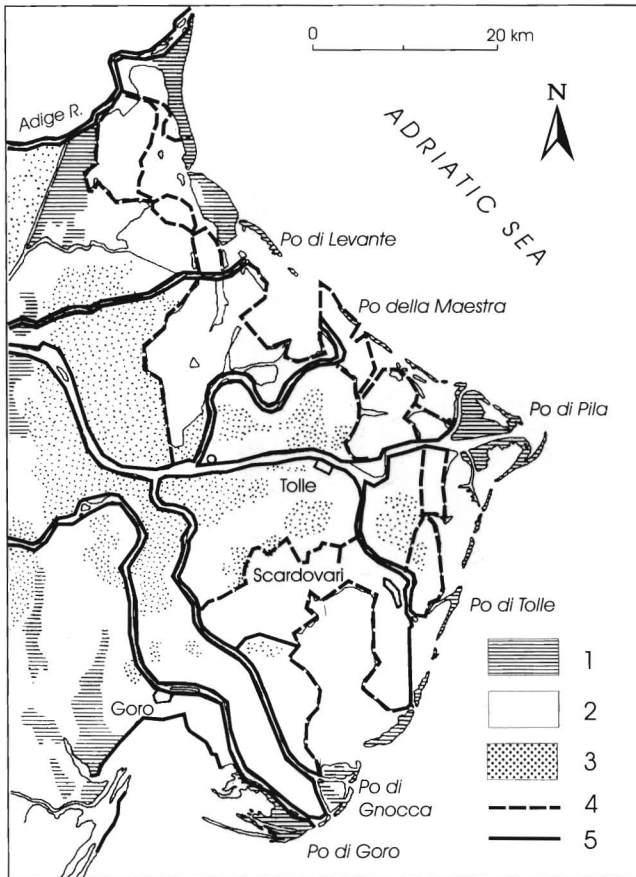 0 20 km
N
Adige R.
ADRIATIC SEA
Po di Levante
Po della Maestra
Po di Pila
Tolle
Scardovari
Po di Tolle
1
2
Goro
3
4
Po di
Gnocca
5
Po di Goro